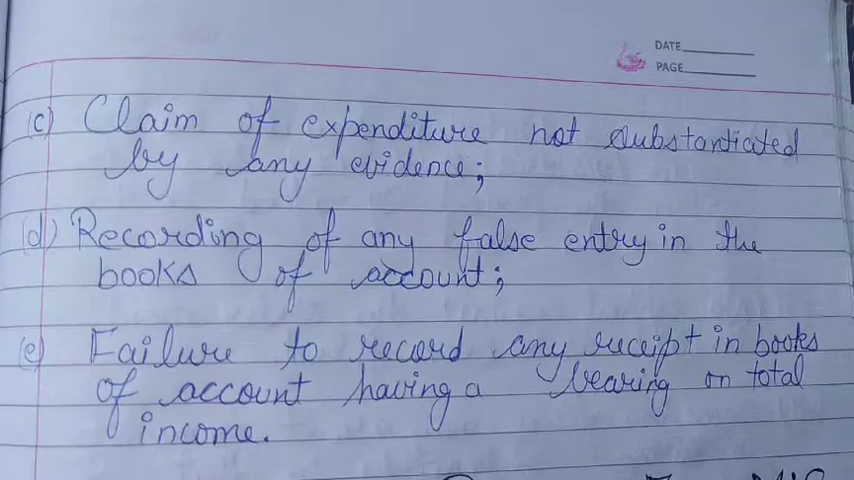 DATE
PAGE
(c) Claim of expenditure not substantiated
by any evidence;
(d) Recording of any false entry in the
books of account;
(e) Failure to record any receipt in books
of account having a bearing on total
income.